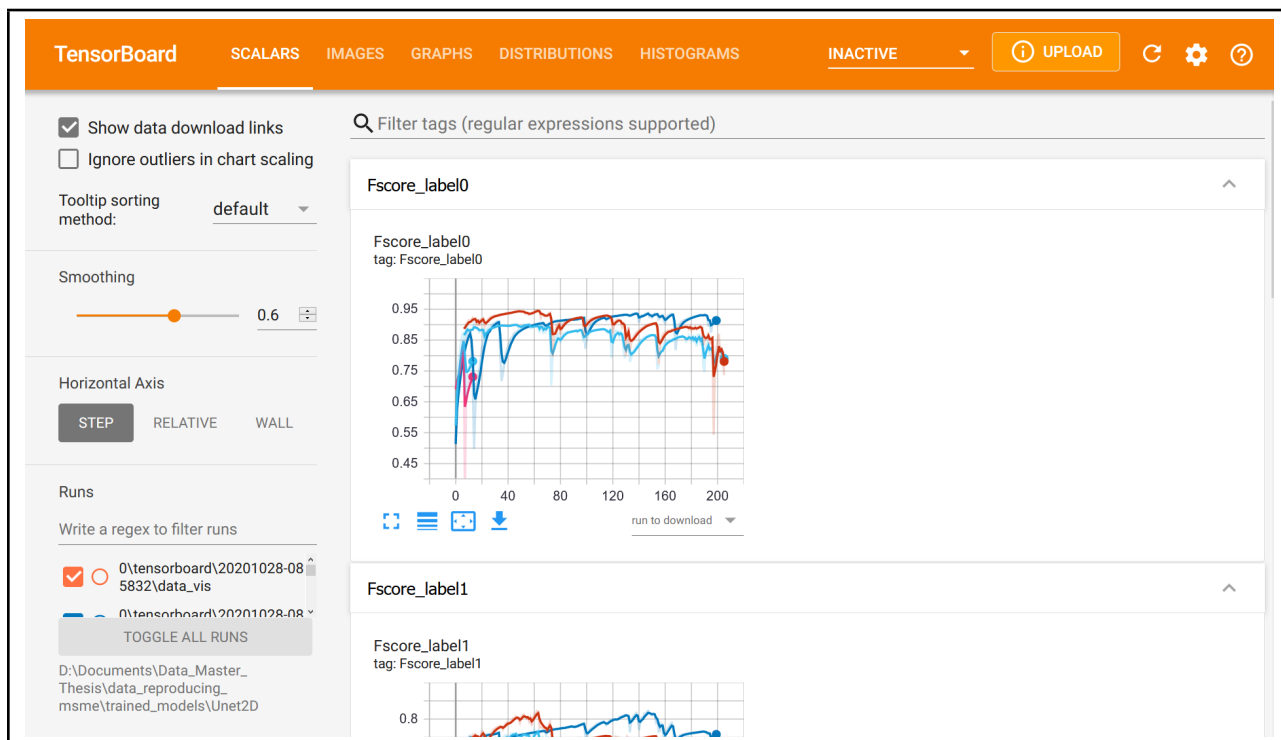 TensorBoard SCALARS IMAGES GRAPHS DISTRIBUTIONS HISTOGRAMS INACTIVE UPLOAD
Show data download links
Ignore outliers in chart scaling
Tooltip sorting
method:
default
Smoothing
0.6
Horizontal Axis
STEP RELATIVE WALL
Runs
Write a regex to filter runs
0\tensorboard\20201028-08
5832\data_vis
0\tensorboard\20201028-08
TOGGLE ALL RUNS
D:\Documents\Data_Master_
Thesis\data_reproducing_
msme\trained_models\Unet2D
Filter tags (regular expressions supported)
Fscore_label0
Fscore_label0
tag: Fscore_label0
0.95
0.85
0.75
0.65
0.55
0.45
0 40 80 120 160 200
run to download
Fscore_label1
Fscore_label1
tag: Fscore_label1
0.8